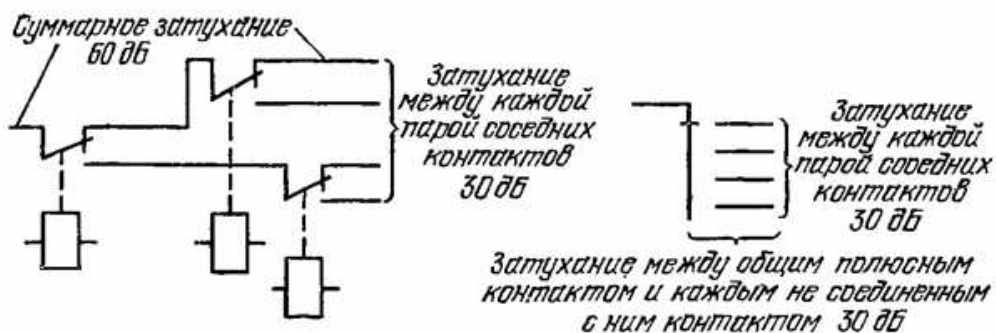 Суммарное затухание
60 дБ
Затухание
между каждой
парой соседних
контактов
30 дБ
Затухание
между каждой
парой соседних
контактов
30 дБ
Затухание между общим полюсным
контактом и каждым не соединенным
с ним контактом 30 дБ